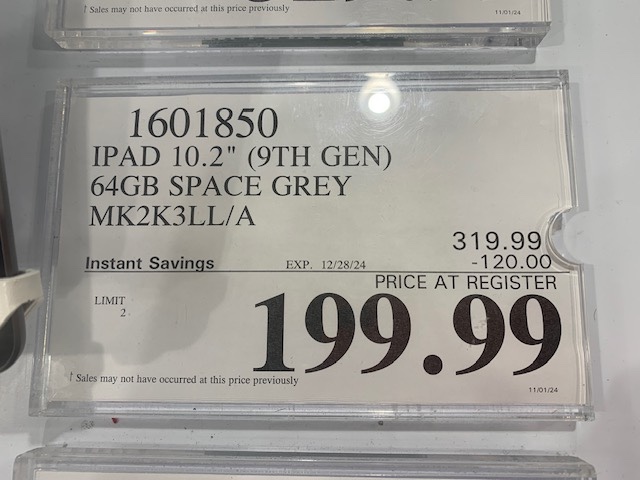 † Sales may not have occurred at this price previously
11/01/24
1601850
IPAD 10.2" (9TH GEN)
64GB SPACE GREY
MK2K3LL/A
319.99
Instant Savings EXP. 12/28/24 -120.00
PRICE AT REGISTER
LIMIT
2
199.99
† Sales may not have occurred at this price previously
11/01/24